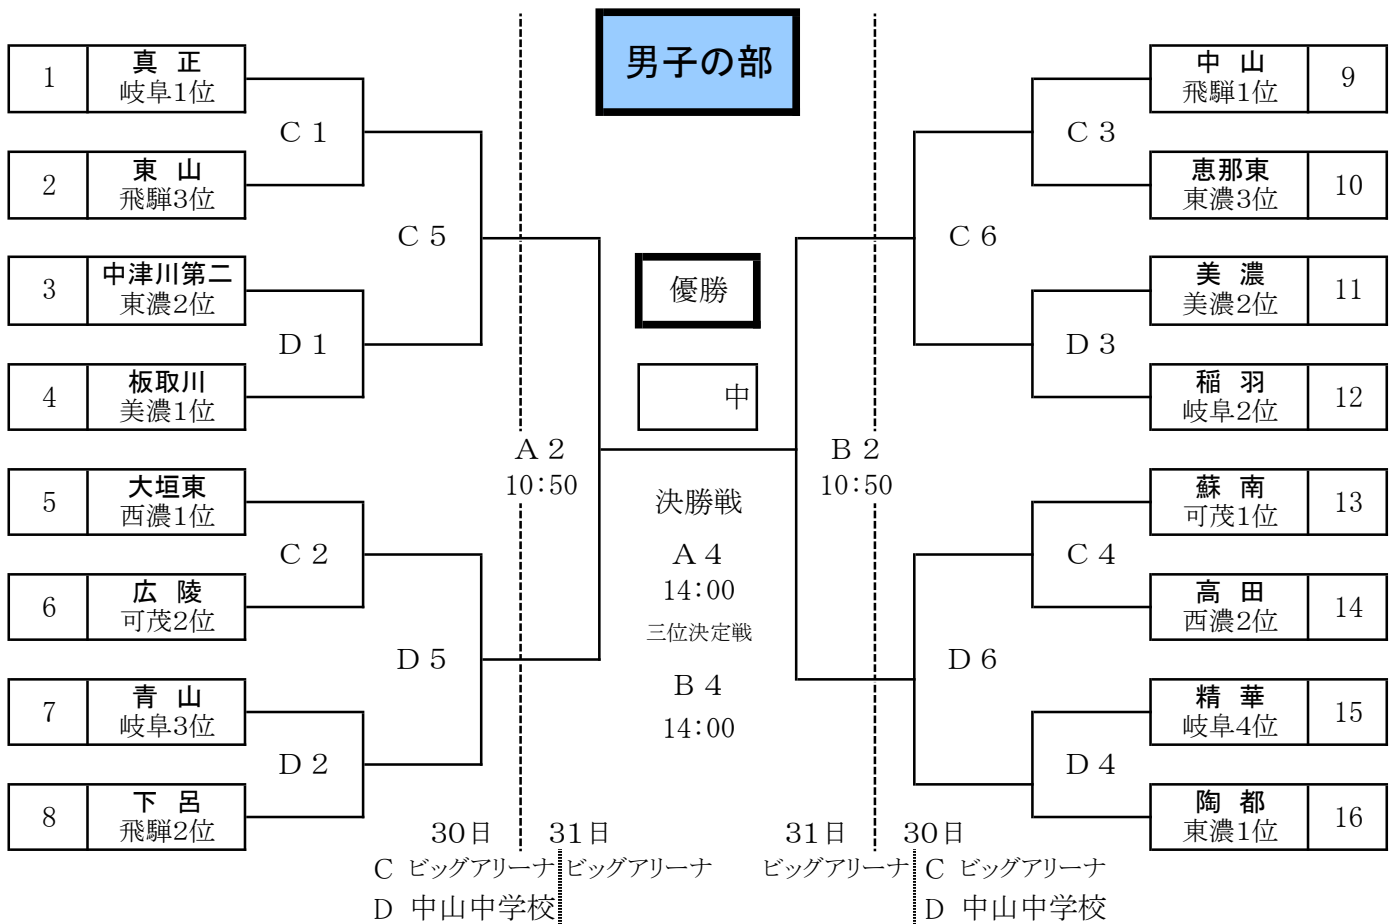 男子の部
1 真 正
岐阜1位
2 東 山
飛騨3位
3 中津川第二
東濃2位
4 板取川
美濃1位
5 大垣東
西濃1位
6 広 陵
可茂2位
7 青 山
岐阜3位
8 下 呂
飛騨2位
C 1
D 1
C 2
D 2
C 5
D 5
A 2
10:50
優勝
中
決勝戦
A 4
14:00
三位決定戦
B 4
14:00
B 2
10:50
C 6
D 6
C 3
D 3
C 4
D 4
中 山 9
飛騨1位
恵那東 10
東濃3位
美 濃 11
美濃2位
稲 羽 12
岐阜2位
蘇 南 13
可茂1位
高 田 14
西濃2位
精 華 15
岐阜4位
陶 都 16
東濃1位
30日 31日 31日 30日
C ビッグアリーナ ビッグアリーナ ビッグアリーナ C ビッグアリーナ
D 中山中学校 D 中山中学校